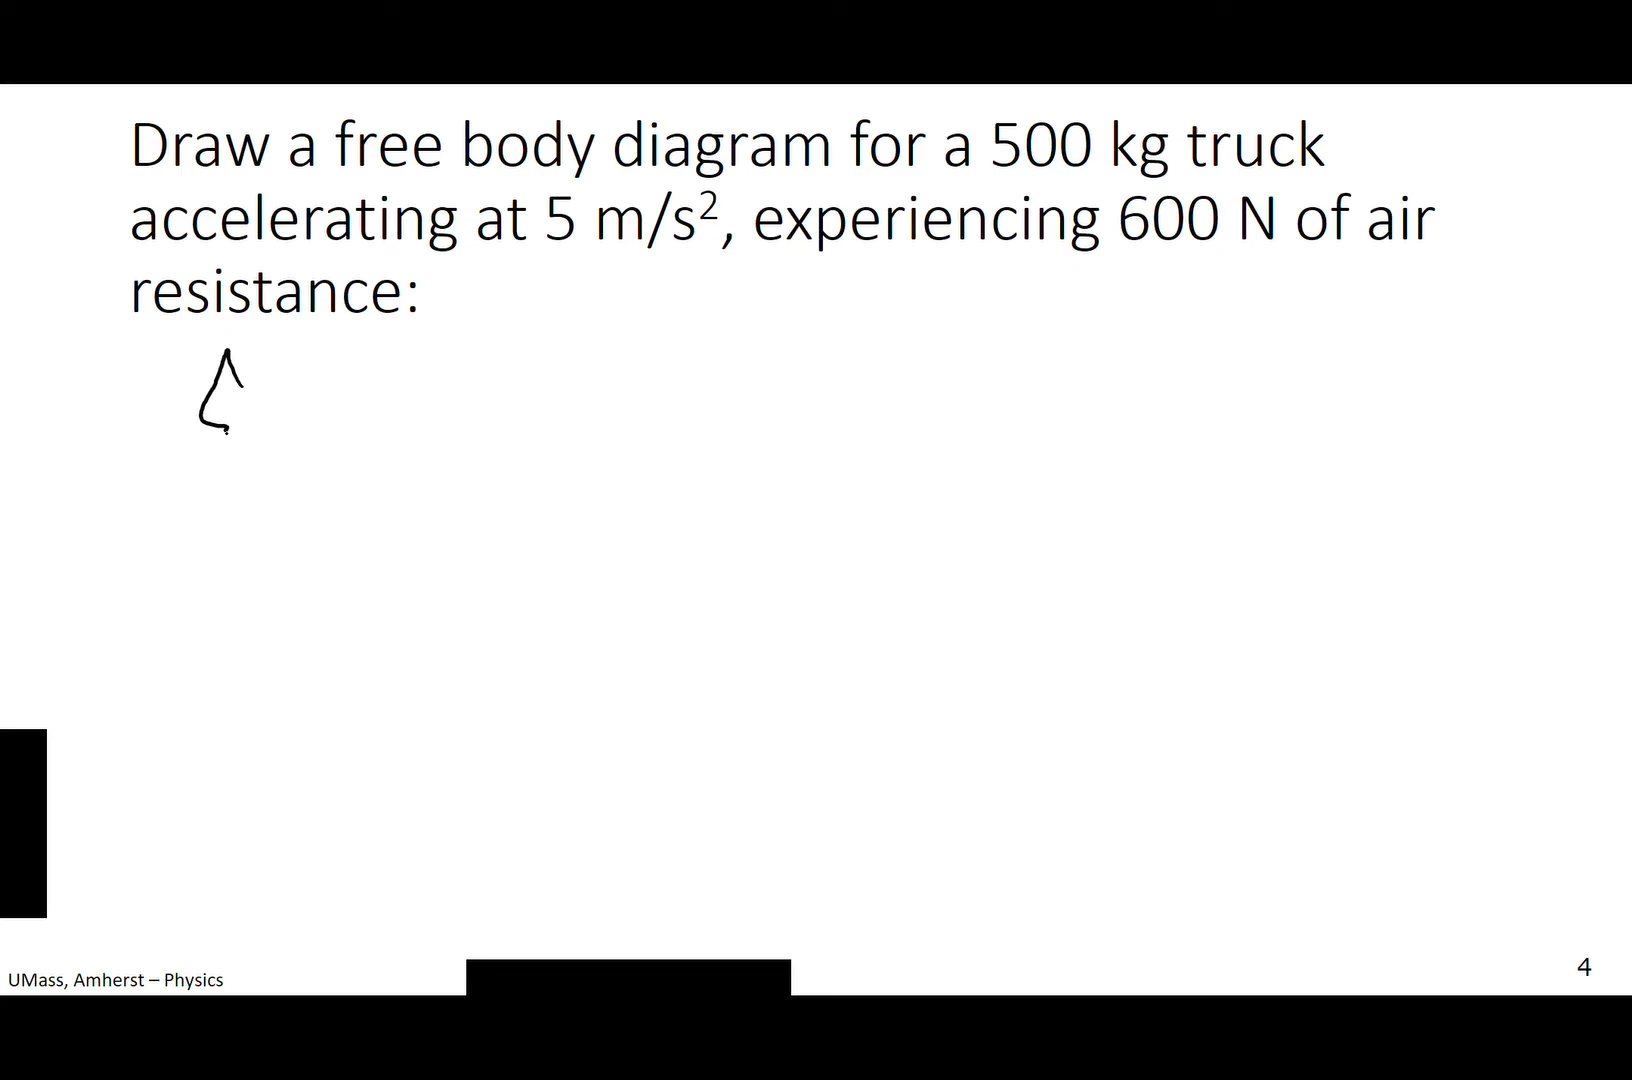 Draw a free body diagram for a 500 kg truck
accelerating at 5 m/s², experiencing 600 N of air
resistance:
UMass, Amherst – Physics
4